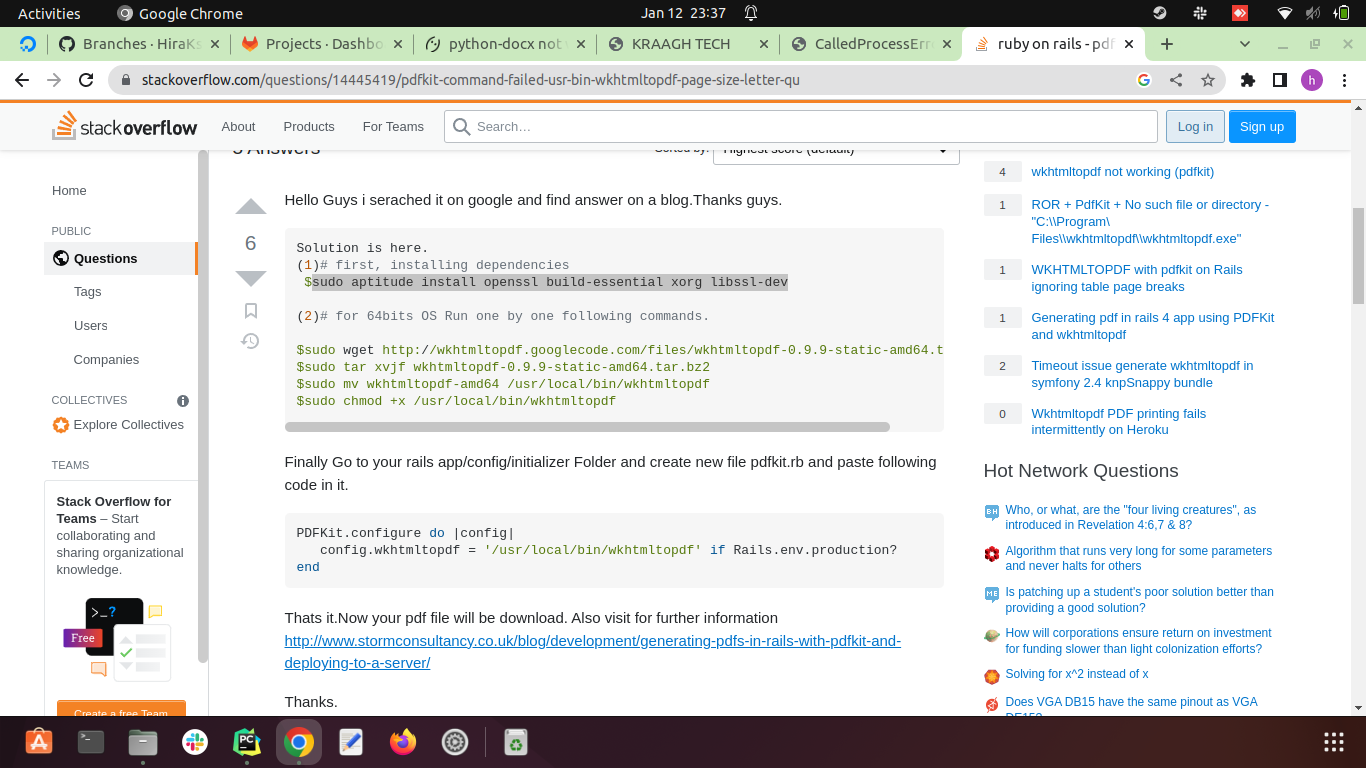 Activities
Google Chrome
Jan 12 23:37
Branches · HiraKs
Projects · Dashbo
python-docx not
KRAAGH TECH
CalledProcessErr
ruby on rails - pdf
stackoverflow.com/questions/14445419/pdfkit-command-failed-usr-bin-wkhtmltopdf-page-size-letter-qu
h
stackoverflow
About
Products
For Teams
Search…
Log in
Sign up
Home
PUBLIC
Questions
Tags
Users
Companies
COLLECTIVES
Explore Collectives
TEAMS
Stack Overflow for
Teams – Start
collaborating and
sharing organizational
knowledge.
>_?
Free
Create a free Team
Answers
Sorted by:
Highest score (default)
6
Hello Guys i serached it on google and find answer on a blog.Thanks guys.
Solution is here.
(1)# first, installing dependencies
$sudo aptitude install openssl build-essential xorg libssl-dev
(2)# for 64bits OS Run one by one following commands.
$sudo wget http://wkhtmltopdf.googlecode.com/files/wkhtmltopdf-0.9.9-static-amd64.t
$sudo tar xvjf wkhtmltopdf-0.9.9-static-amd64.tar.bz2
$sudo mv wkhtmltopdf-amd64 /usr/local/bin/wkhtmltopdf
$sudo chmod +x /usr/local/bin/wkhtmltopdf
Finally Go to your rails app/config/initializer Folder and create new file pdfkit.rb and paste following
code in it.
PDFKit.configure do |config|
config.wkhtmltopdf = '/usr/local/bin/wkhtmltopdf' if Rails.env.production?
end
Thats it.Now your pdf file will be download. Also visit for further information
http://www.stormconsultancy.co.uk/blog/development/generating-pdfs-in-rails-with-pdfkit-and-
deploying-to-a-server/
Thanks.
4 wkhtmltopdf not working (pdfkit)
1 ROR + PdfKit + No such file or directory -
"C:\\Program\
Files\\wkhtmltopdf\\wkhtmltopdf.exe"
1 WKHTMLTOPDF with pdfkit on Rails
ignoring table page breaks
1 Generating pdf in rails 4 app using PDFKit
and wkhtmltopdf
2 Timeout issue generate wkhtmltopdf in
symfony 2.4 knpSnappy bundle
0 Wkhtmltopdf PDF printing fails
intermittently on Heroku
Hot Network Questions
BH Who, or what, are the "four living creatures", as
introduced in Revelation 4:6,7 & 8?
Algorithm that runs very long for some parameters
and never halts for others
ME Is patching up a student's poor solution better than
providing a good solution?
How will corporations ensure return on investment
for funding slower than light colonization efforts?
Solving for x^2 instead of x
Does VGA DB15 have the same pinout as VGA
PC